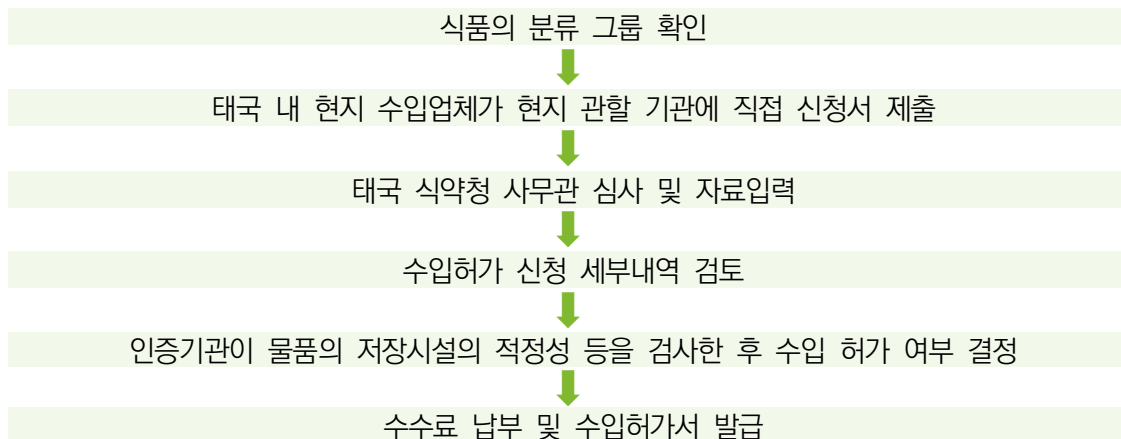 식품의 분류 그룹 확인
태국 내 현지 수입업체가 현지 관할 기관에 직접 신청서 제출
태국 식약청 사무관 심사 및 자료입력
수입허가 신청 세부내역 검토
인증기관이 물품의 저장시설의 적정성 등을 검사한 후 수입 허가 여부 결정
수수료 납부 및 수입허가서 발급